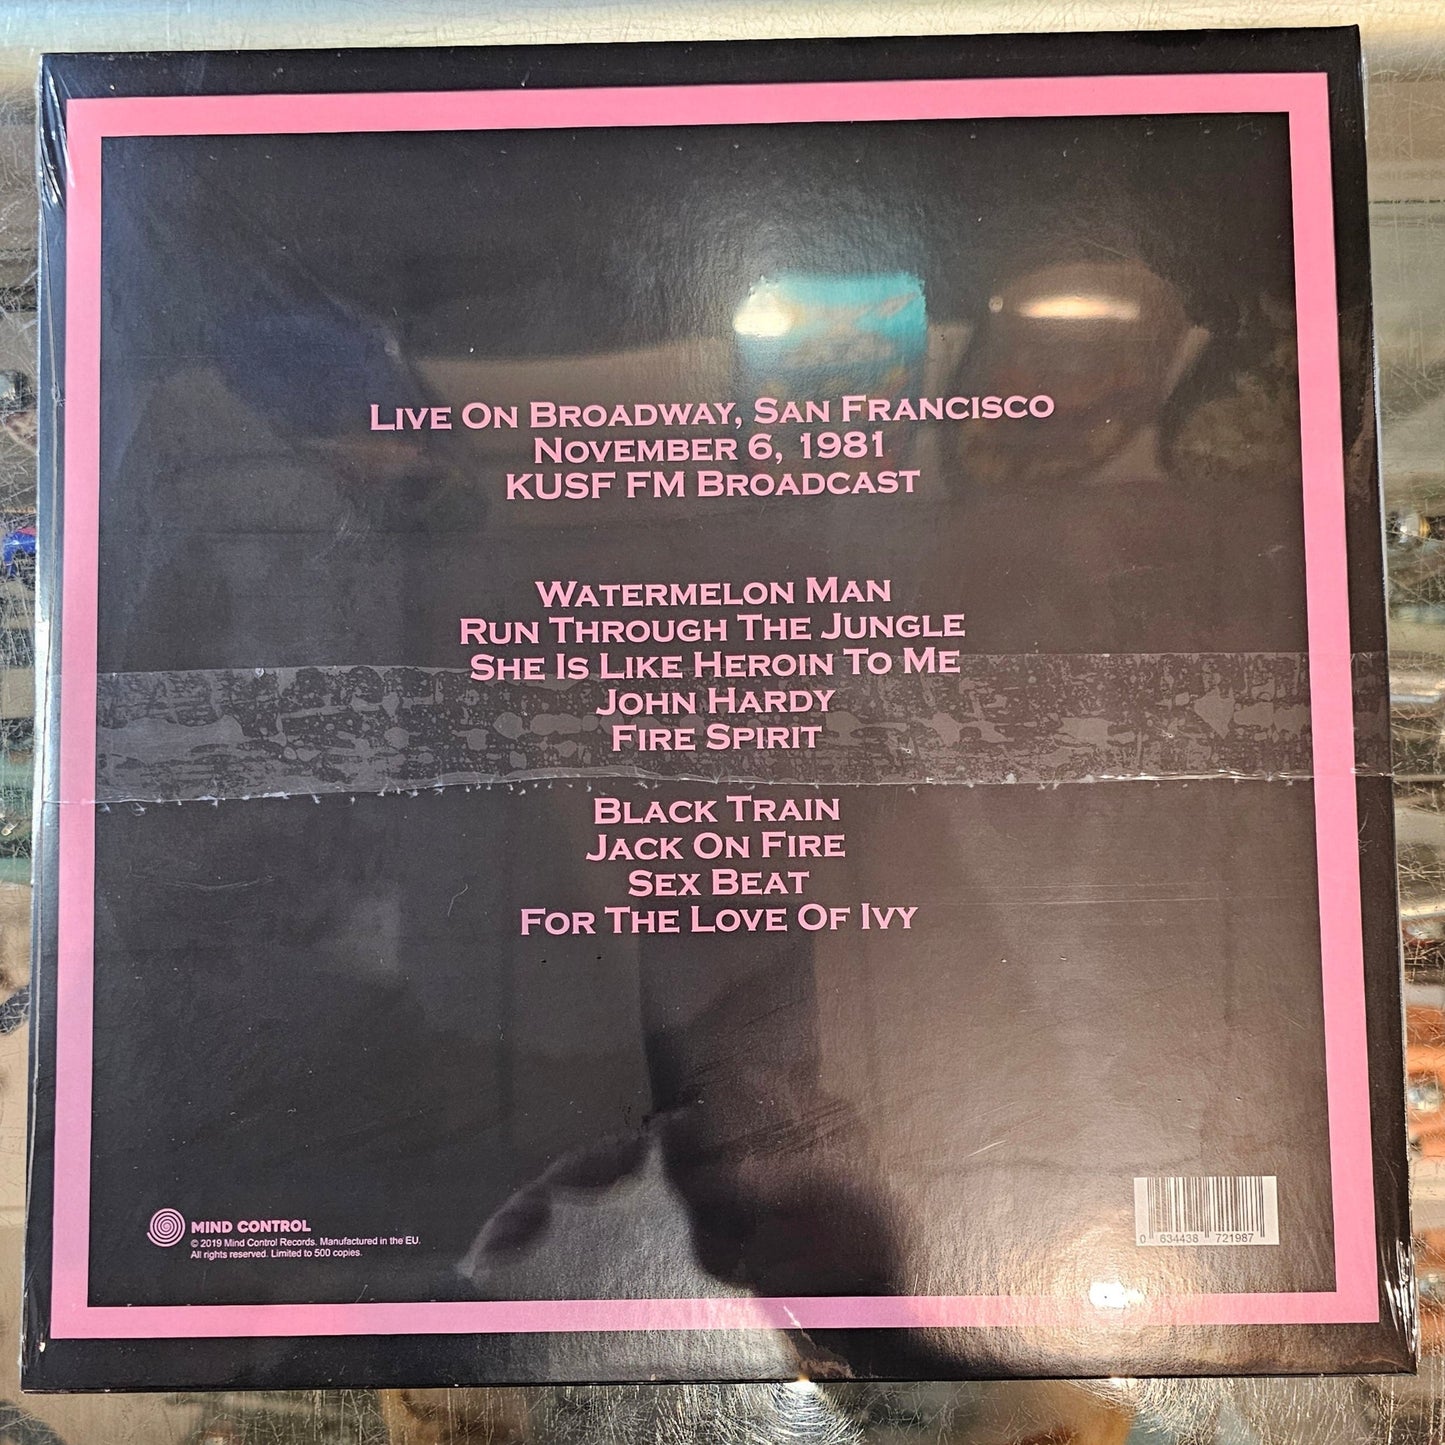 LIVE ON BROADWAY, SAN FRANCISCO
NOVEMBER 6, 1981
KUSF FM BROADCAST
WATERMELON MAN
RUN THROUGH THE JUNGLE
SHE IS LIKE HEROIN TO ME
JOHN HARDY
FIRE SPIRIT
BLACK TRAIN
JACK ON FIRE
SEX BEAT
FOR THE LOVE OF IVY
MIND CONTROL
© 2019 Mind Control Records. Manufactured in the EU.
All rights reserved. Limited to 500 copies.
0 634438 721987